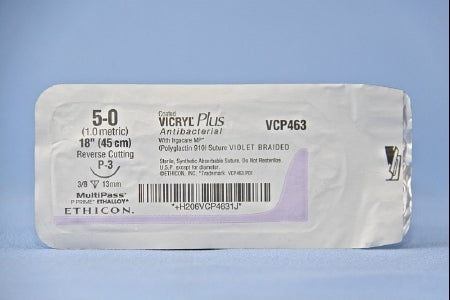 5-0
(1.0 metric)
18" (45 cm)
Reverse Cutting
P-3
3/8 13mm
MultiPass*
P PRIME* ETHALLOY*
ETHICON.
Coated
VICRYL* Plus
Antibacterial
With Irgacare MP*
(Polyglactin 910) Suture VIOLET BRAIDED
VCP463
Sterile, Synthetic Absorbable Suture. Do Not Resterilize.
U.S.P. except for diameter.
©ETHICON, INC. *Trademark
*+H206VCP4631J*